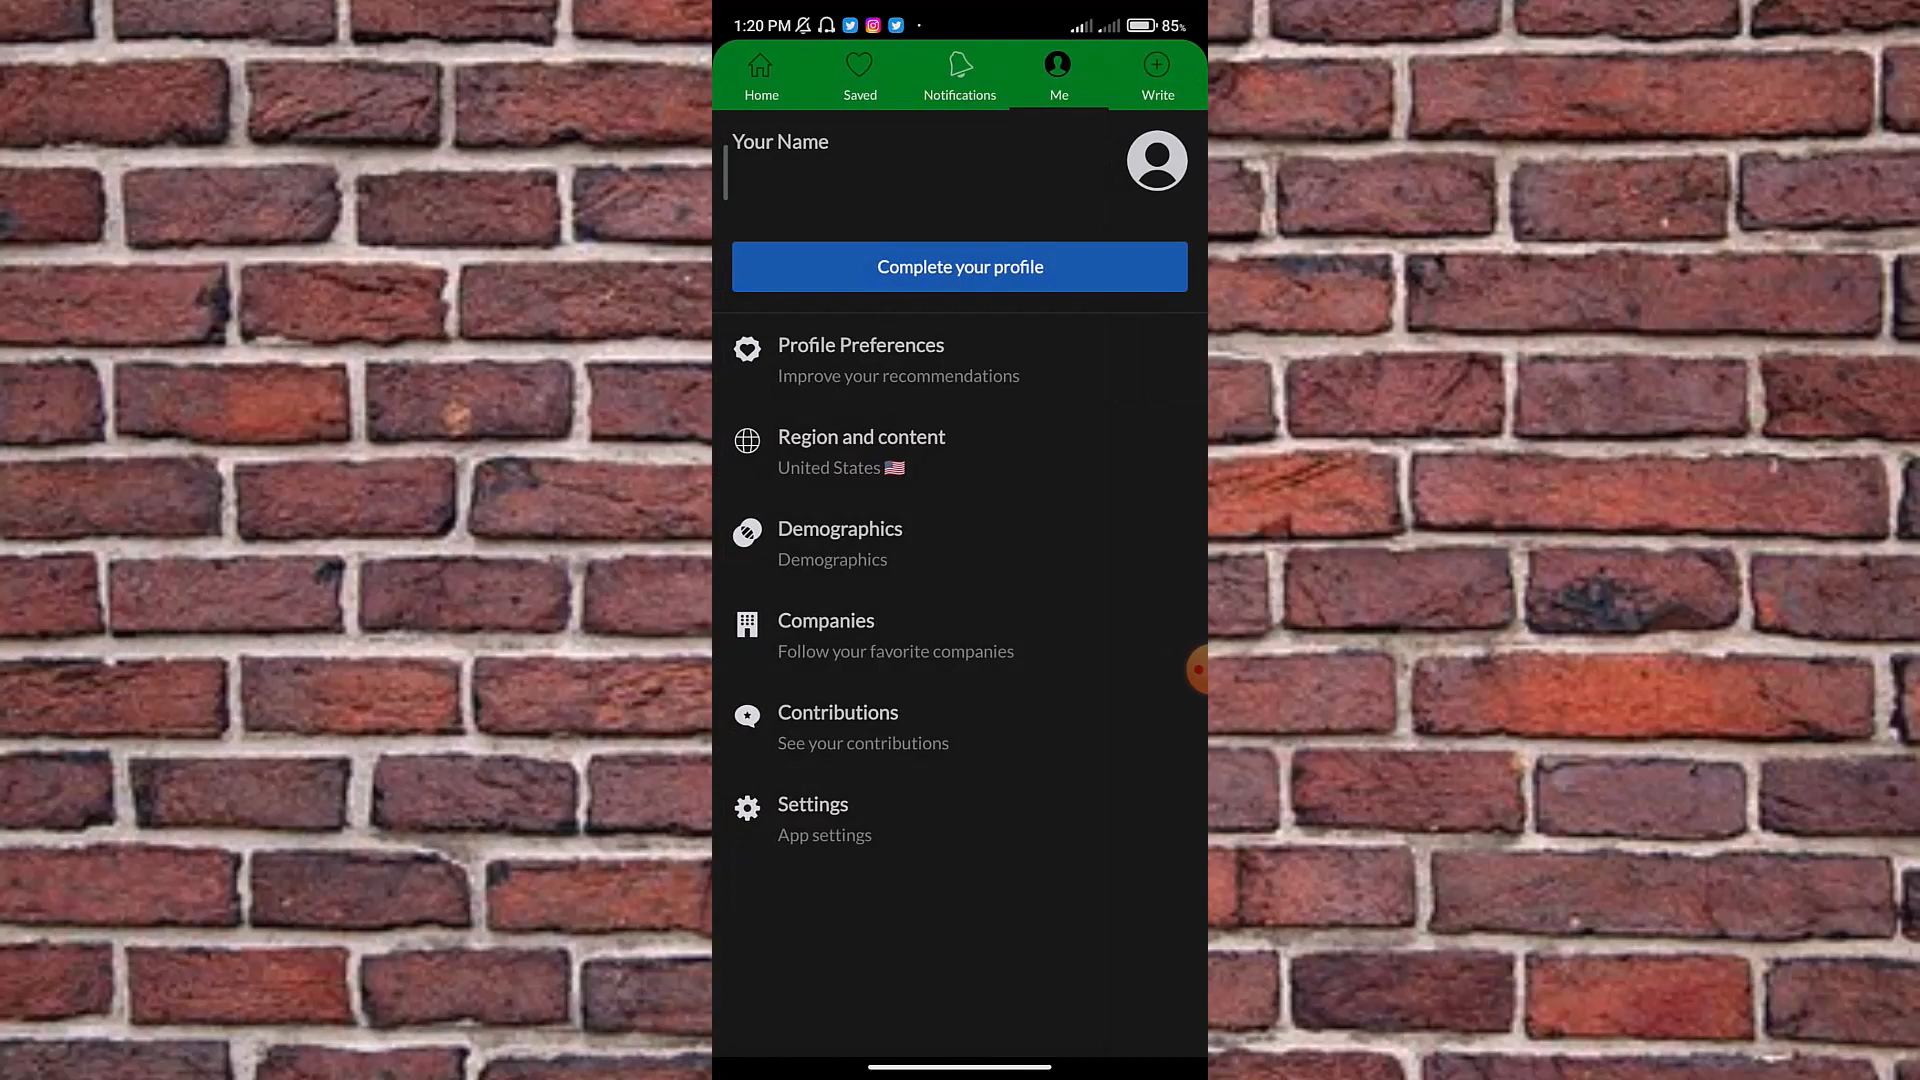 1:20 PM 85%
Home Saved Notifications Me Write
Your Name
Complete your profile
Profile Preferences
Improve your recommendations
Region and content
United States 🇺🇸
Demographics
Demographics
Companies
Follow your favorite companies
Contributions
See your contributions
Settings
App settings